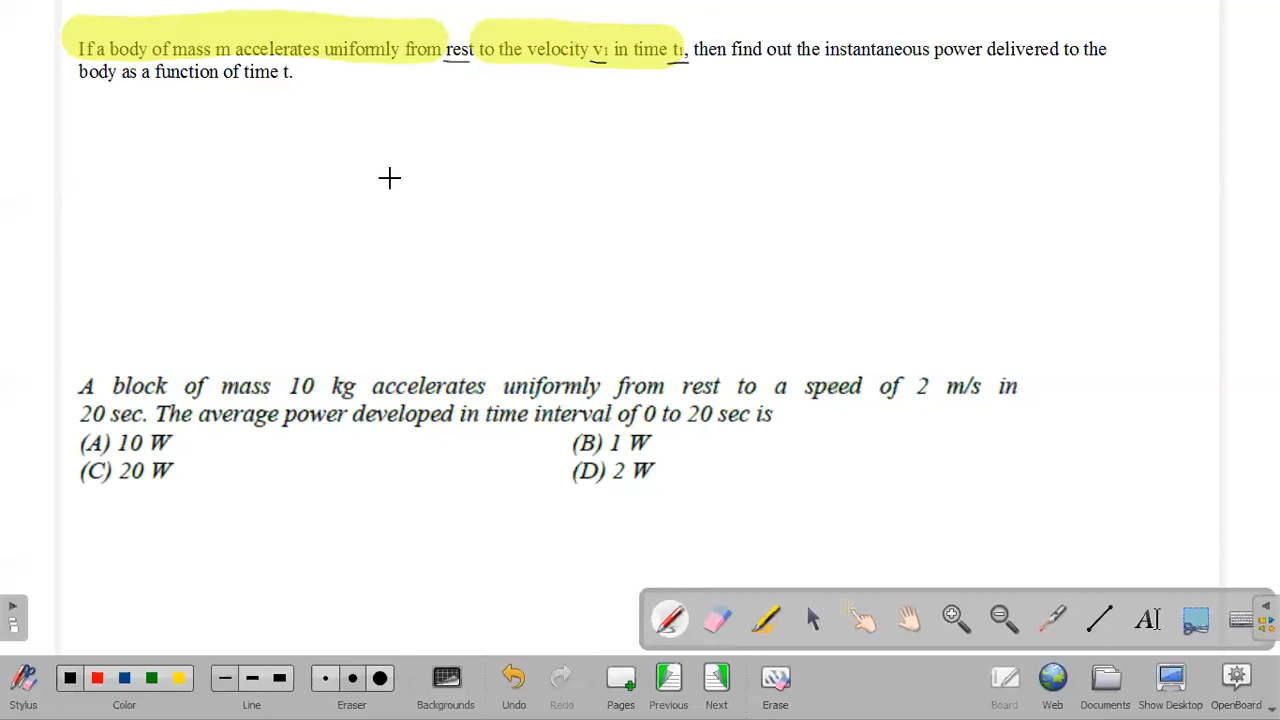 If a body of mass m accelerates uniformly from rest to the velocity v₁ in time t₁, then find out the instantaneous power delivered to the
body as a function of time t.
A block of mass 10 kg accelerates uniformly from rest to a speed of 2 m/s in
20 sec. The average power developed in time interval of 0 to 20 sec is
(A) 10 W (B) 1 W
(C) 20 W (D) 2 W
AI
Stylus Color Line Eraser Backgrounds Undo Redo Pages Previous Next Erase Board Web Documents Show Desktop OpenBoard